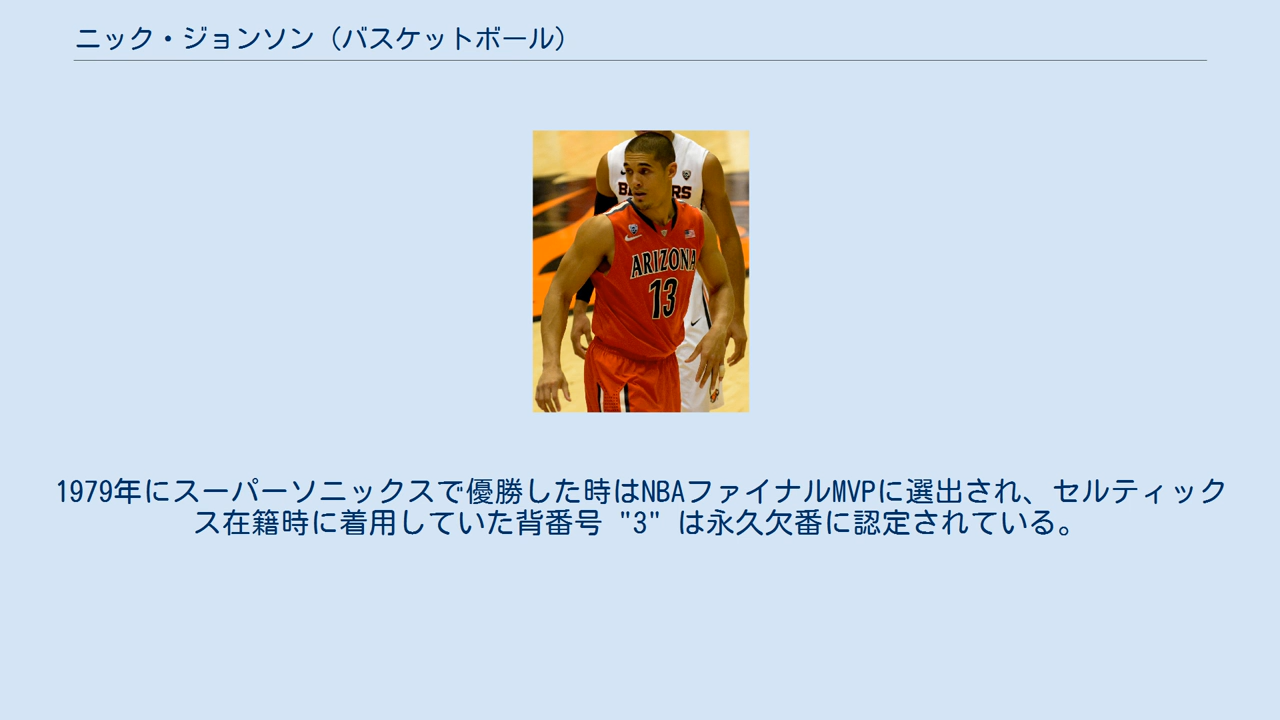 ニック・ジョンソン（バスケットボール）
BEAVERS
ARIZONA
13
1979年にスーパーソニックスで優勝した時はNBAファイナルMVPに選出され、セルティック
ス在籍時に着用していた背番号 "3" は永久欠番に認定されている。